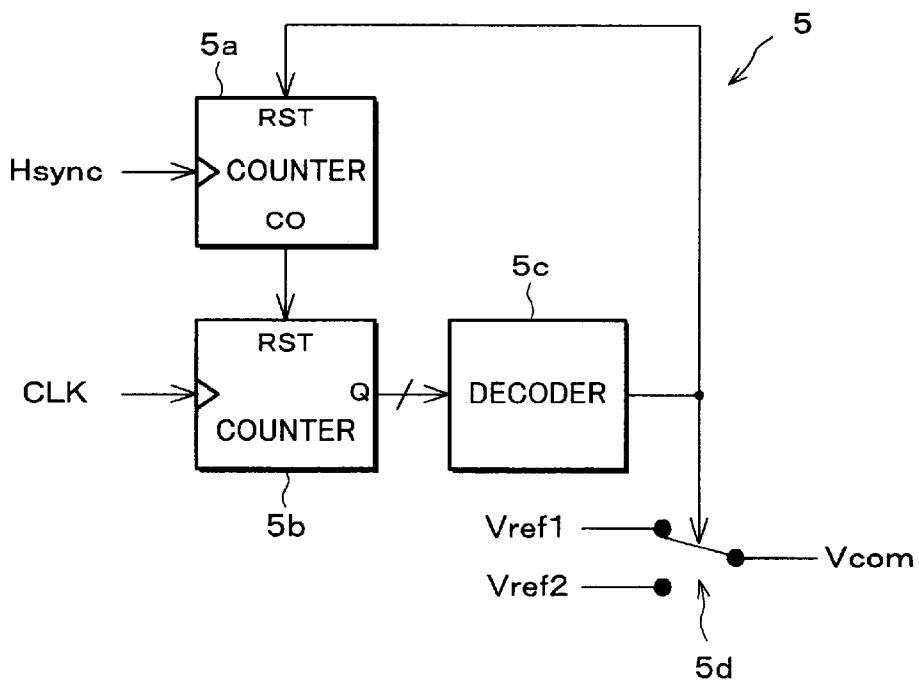 5
5a
RST
Hsync
COUNTER
CO
5c
RST
CLK
Q
DECODER
COUNTER
5b
Vref1
Vcom
Vref2
5d